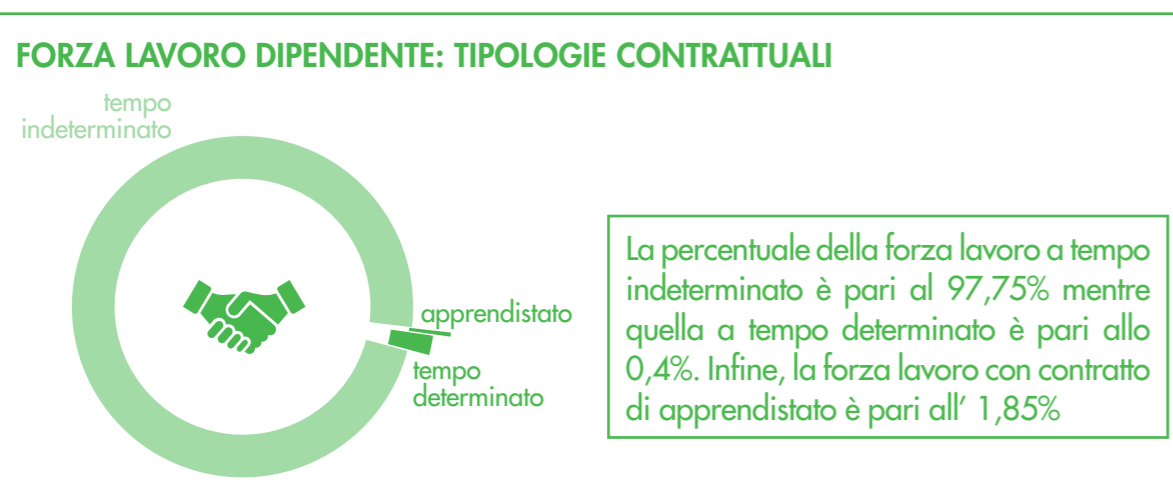 FORZA LAVORO DIPENDENTE: TIPOLOGIE CONTRATTUALI
tempo
indeterminato
apprendistato
tempo
determinato
La percentuale della forza lavoro a tempo
indeterminato è pari al 97,75% mentre
quella a tempo determinato è pari allo
0,4%. Infine, la forza lavoro con contratto
di apprendistato è pari all’ 1,85%